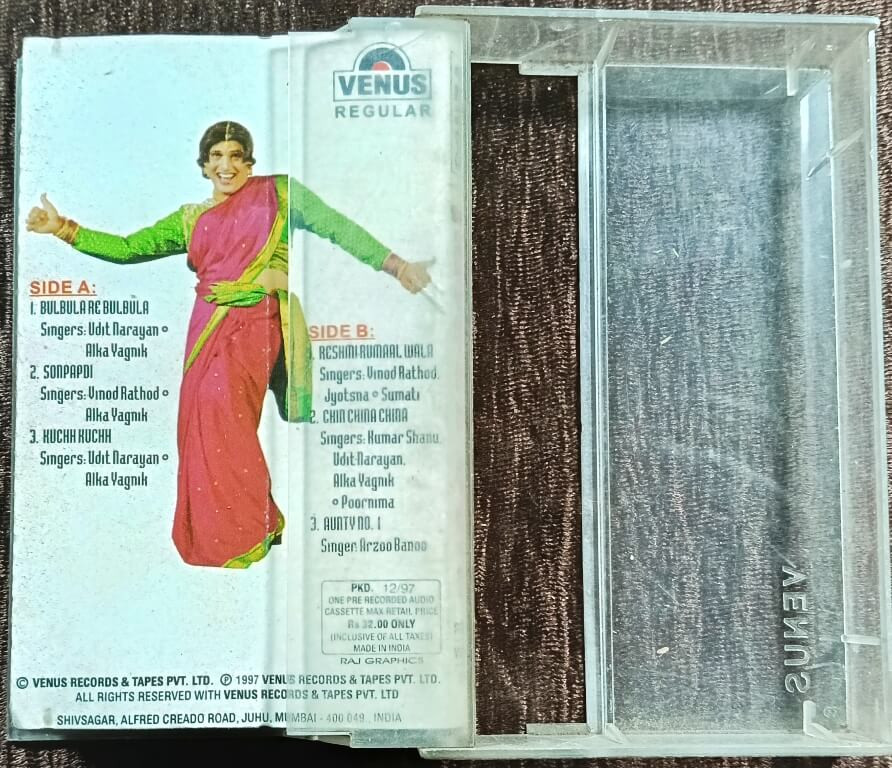 VENUS
REGULAR
SIDE A:
1. BULBULA RE BULBULA
Singers: Udit Narayan •
Alka Yagnik
2. SONPAPDI
Singers: Vinod Rathod •
Alka Yagnik
3. KUCHH KUCHH
Singers: Udit Narayan •
Alka Yagnik
SIDE B:
1. RESHMI RUMAAL WALA
Singers: Vinod Rathod,
Jyotsna • Sumati
2. CHIN CHINA CHINA
Singers: Kumar Shanu,
Udit Narayan,
Alka Yagnik
• Poornima
3. AUNTY NO. 1
Singer: Arzoo Banoo
PKD. 12/97
ONE PRE RECORDED AUDIO
CASSETTE MAX RETAIL PRICE
Rs 32.00 ONLY
(INCLUSIVE OF ALL TAXES)
MADE IN INDIA
RAJ GRAPHICS
© VENUS RECORDS & TAPES PVT. LTD. ℗ 1997 VENUS RECORDS & TAPES PVT. LTD.
ALL RIGHTS RESERVED WITH VENUS RECORDS & TAPES PVT. LTD
SHIVSAGAR, ALFRED CREADO ROAD, JUHU, MUMBAI - 400 049., INDIA
VENUS